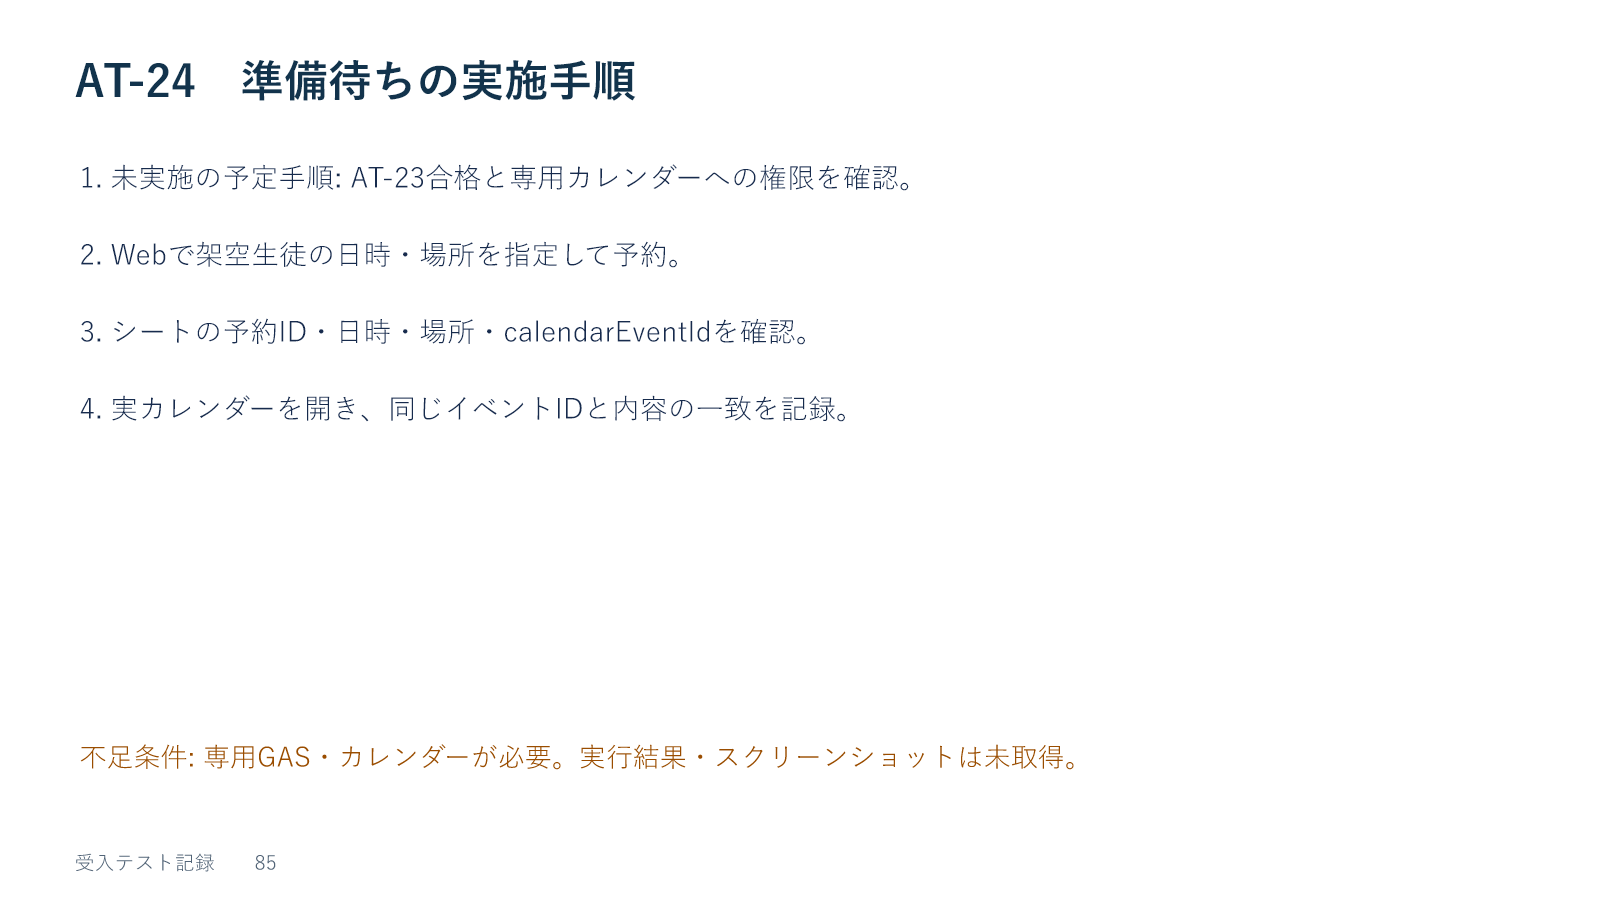 AT-24　準備待ちの実施手順
1. 未実施の予定手順: AT-23合格と専用カレンダーへの権限を確認。
2. Webで架空生徒の日時・場所を指定して予約。
3. シートの予約ID・日時・場所・calendarEventIdを確認。
4. 実カレンダーを開き、同じイベントIDと内容の一致を記録。
不足条件: 専用GAS・カレンダーが必要。実行結果・スクリーンショットは未取得。
受入テスト記録　　85